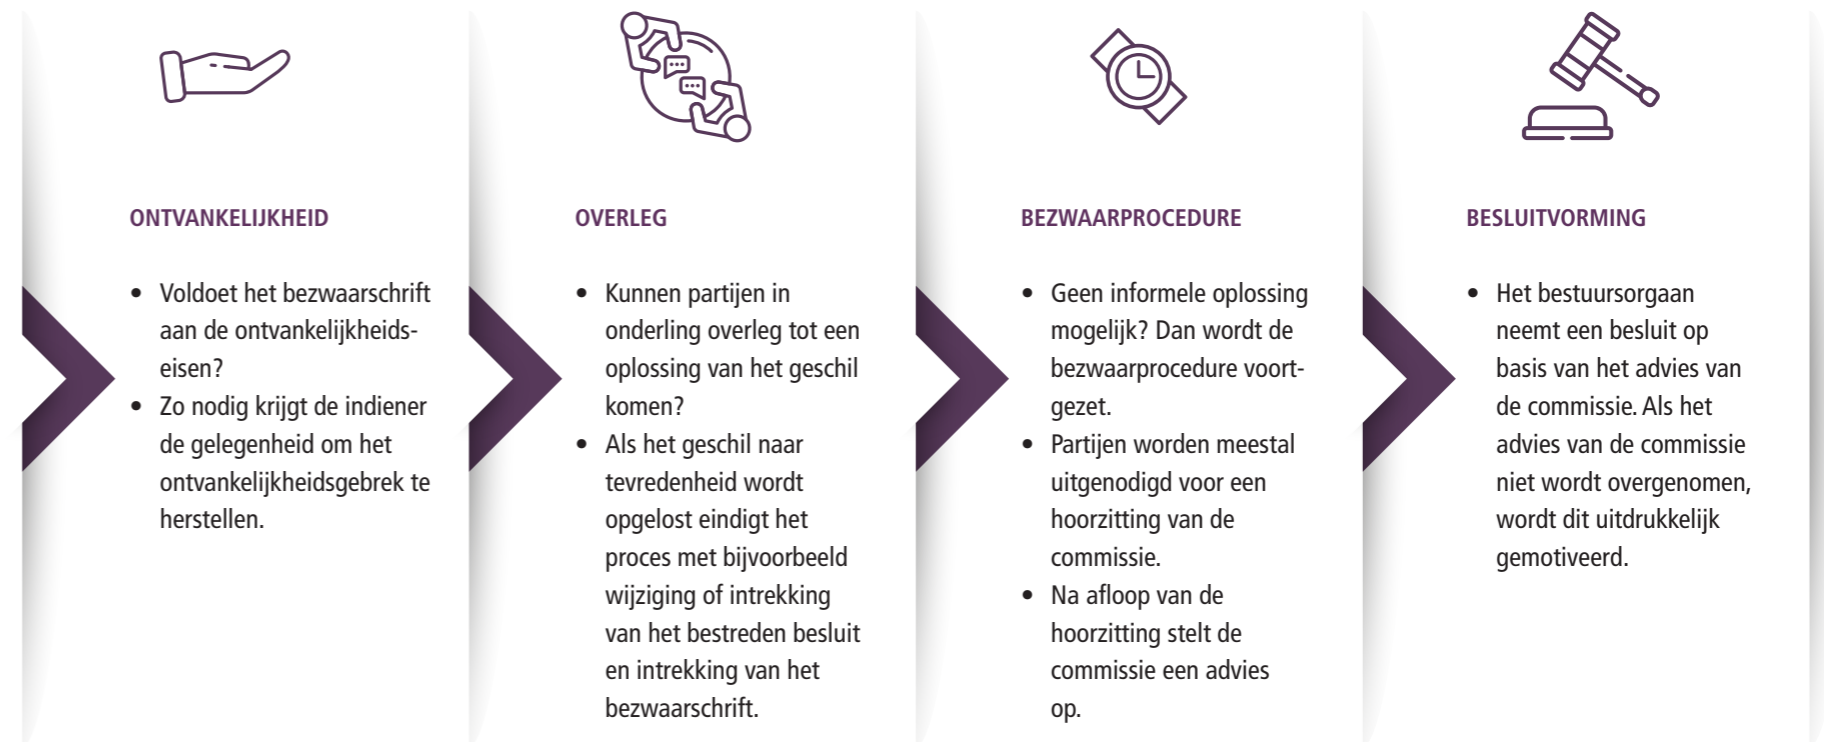 ONTVANKELIJKHEID
• Voldoet het bezwaarschrift
aan de ontvankelijkheids-
eisen?
• Zo nodig krijgt de indiener
de gelegenheid om het
ontvankelijkheidsgebrek te
herstellen.
OVERLEG
• Kunnen partijen in
onderling overleg tot een
oplossing van het geschil
komen?
• Als het geschil naar
tevredenheid wordt
opgelost eindigt het
proces met bijvoorbeeld
wijziging of intrekking
van het bestreden besluit
en intrekking van het
bezwaarschrift.
BEZWAARPROCEDURE
• Geen informele oplossing
mogelijk? Dan wordt de
bezwaarprocedure voort-
gezet.
• Partijen worden meestal
uitgenodigd voor een
hoorzitting van de
commissie.
• Na afloop van de
hoorzitting stelt de
commissie een advies
op.
BESLUITVORMING
• Het bestuursorgaan
neemt een besluit op
basis van het advies van
de commissie. Als het
advies van de commissie
niet wordt overgenomen,
wordt dit uitdrukkelijk
gemotiveerd.